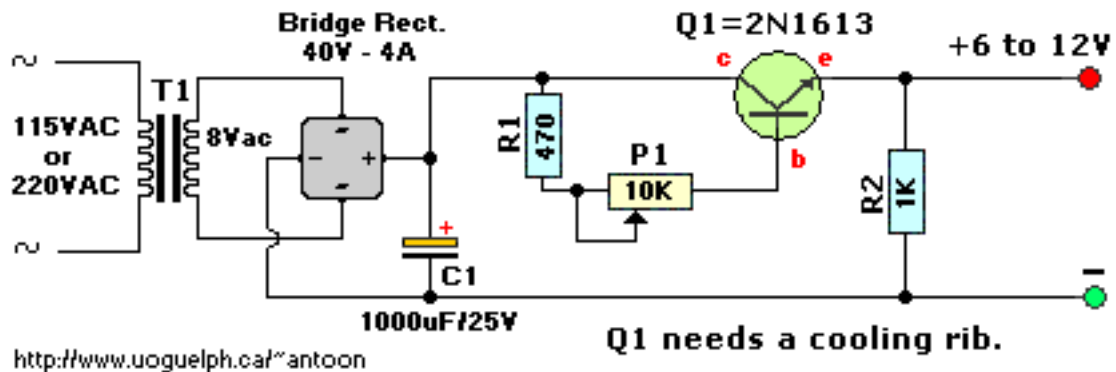 Bridge Rect.
40V - 4A
Q1=2N1613
+6 to 12V
~
T1
115VAC
or
220VAC
8Vac
-
+
c
e
b
R1
470
P1
10K
R2
1K
~
+
C1
1000uF/25V
-
Q1 needs a cooling rib.
http://www.uoguelph.ca/~antoon